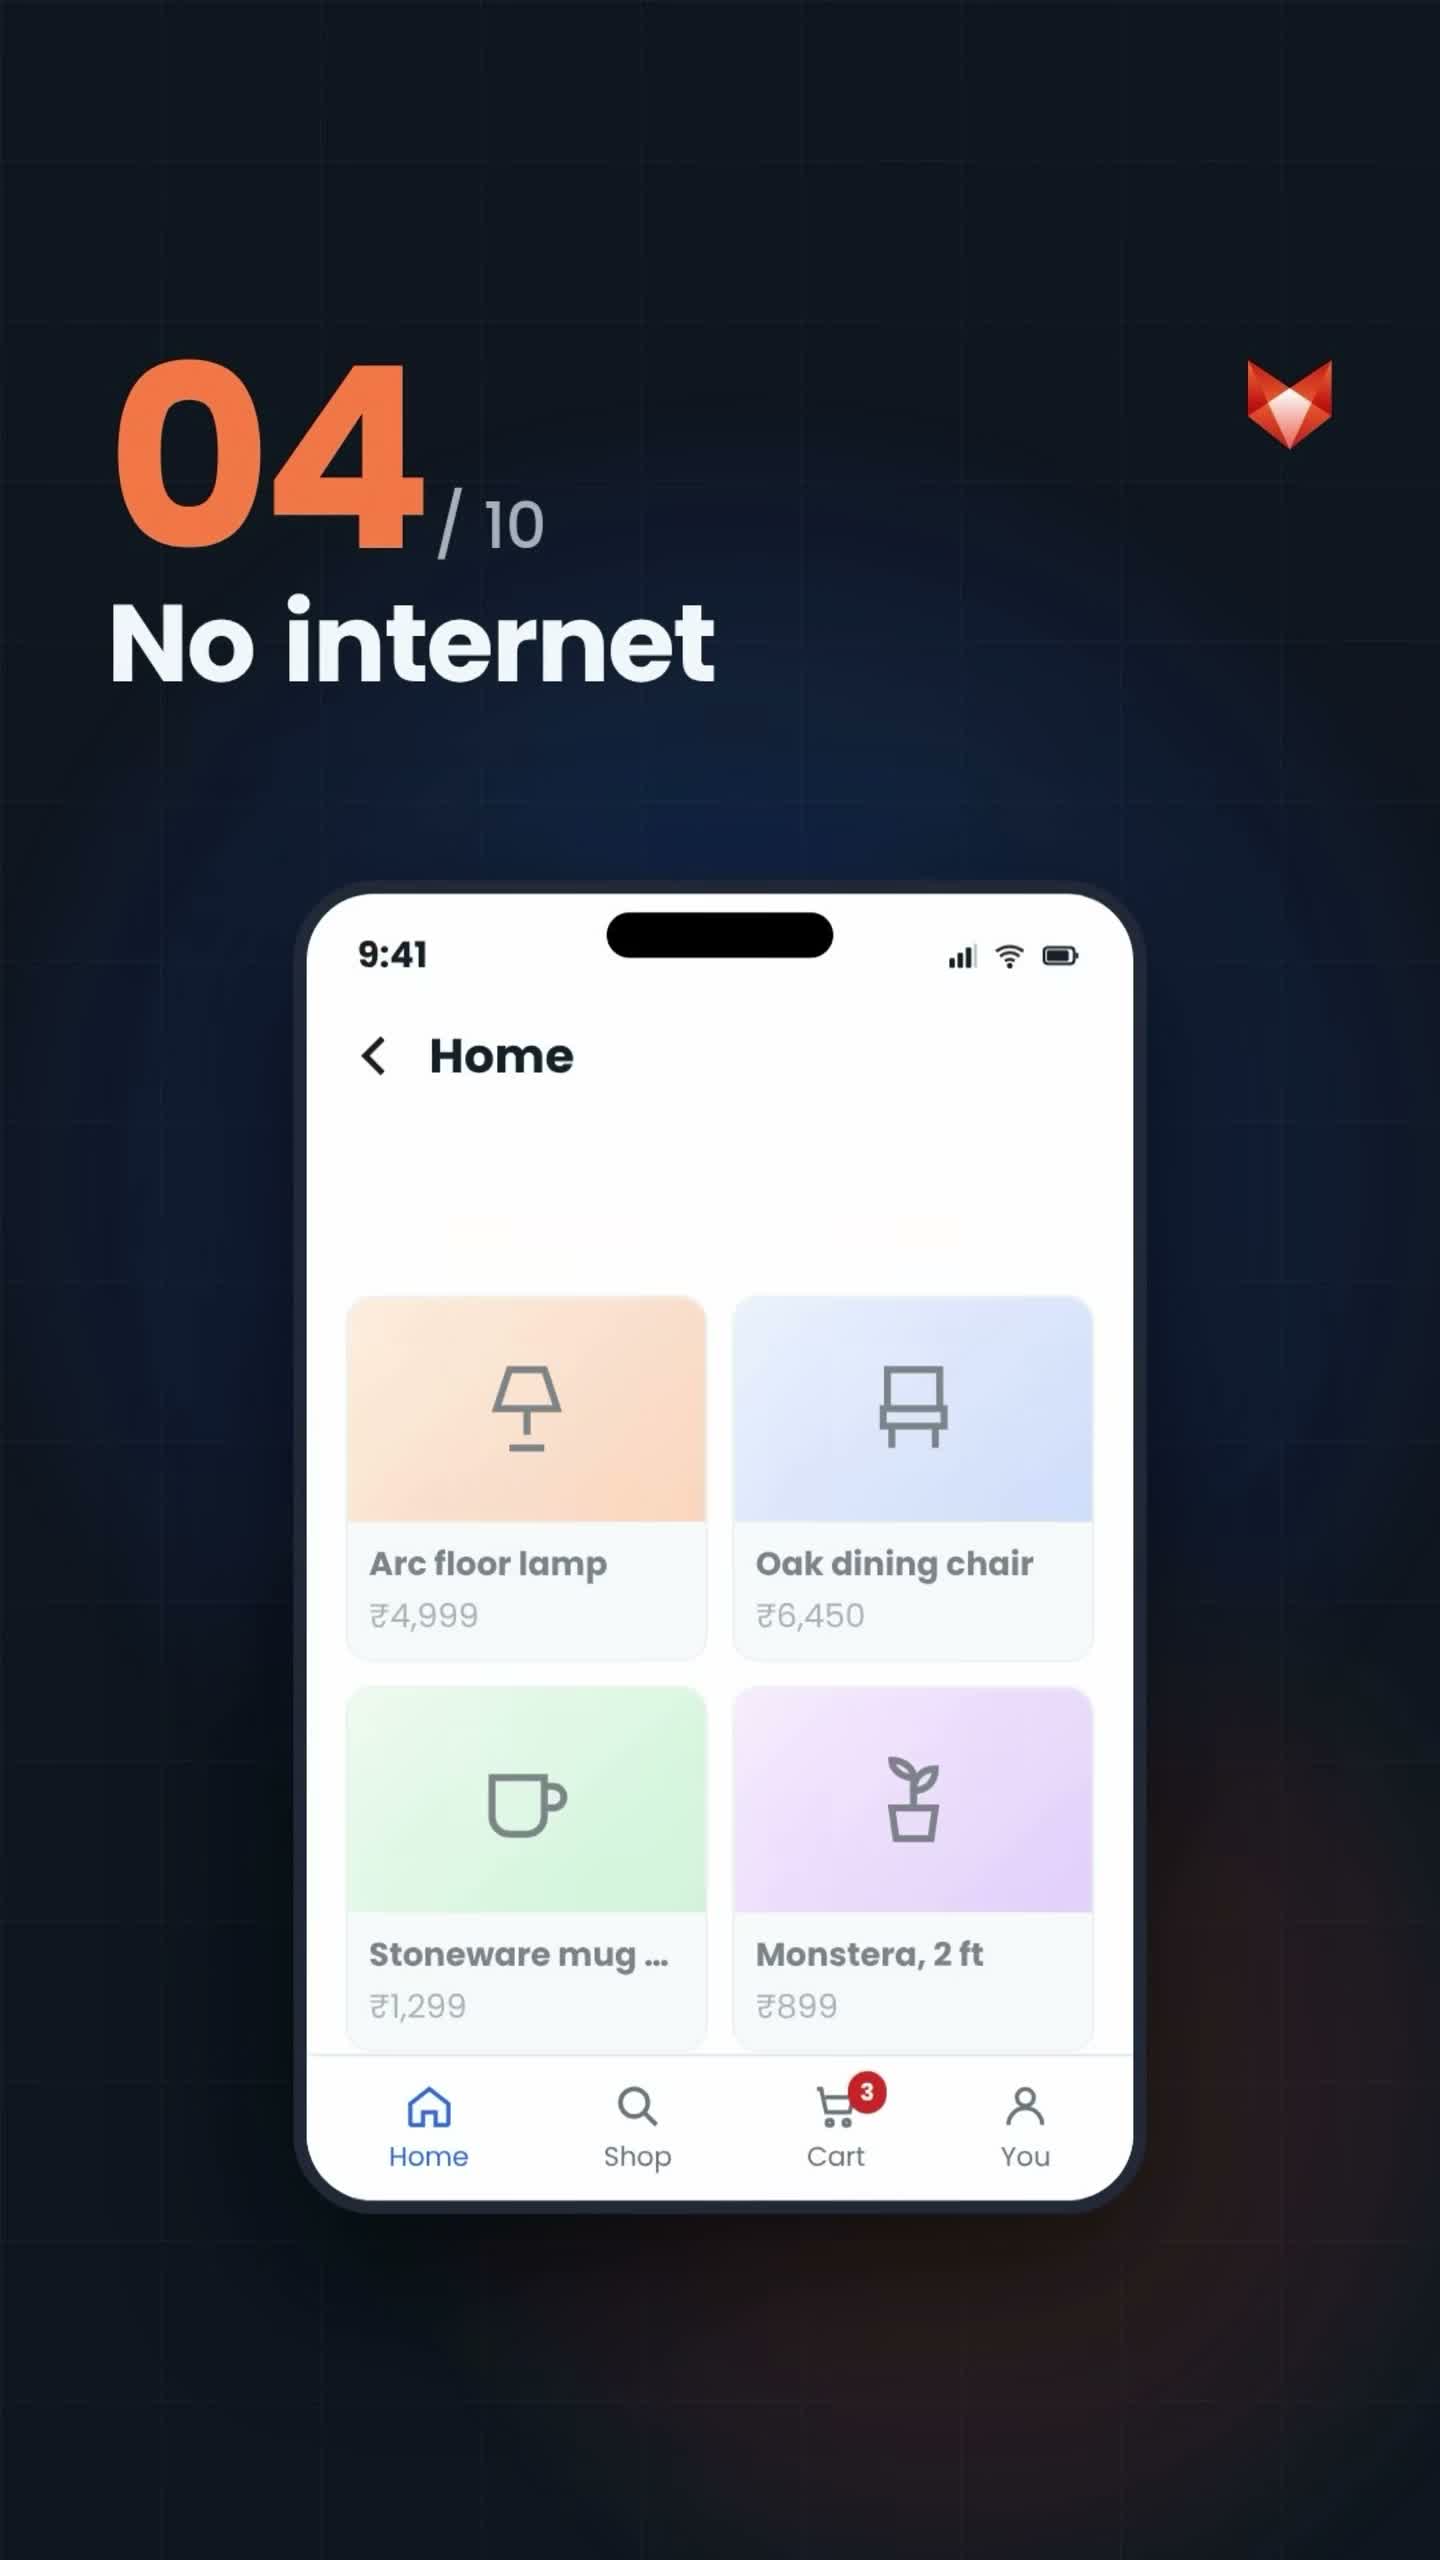 04 / 10
No internet
9:41
Home
Arc floor lamp
₹4,999
Oak dining chair
₹6,450
Stoneware mug ...
₹1,299
Monstera, 2 ft
₹899
Home
Shop
3
Cart
You